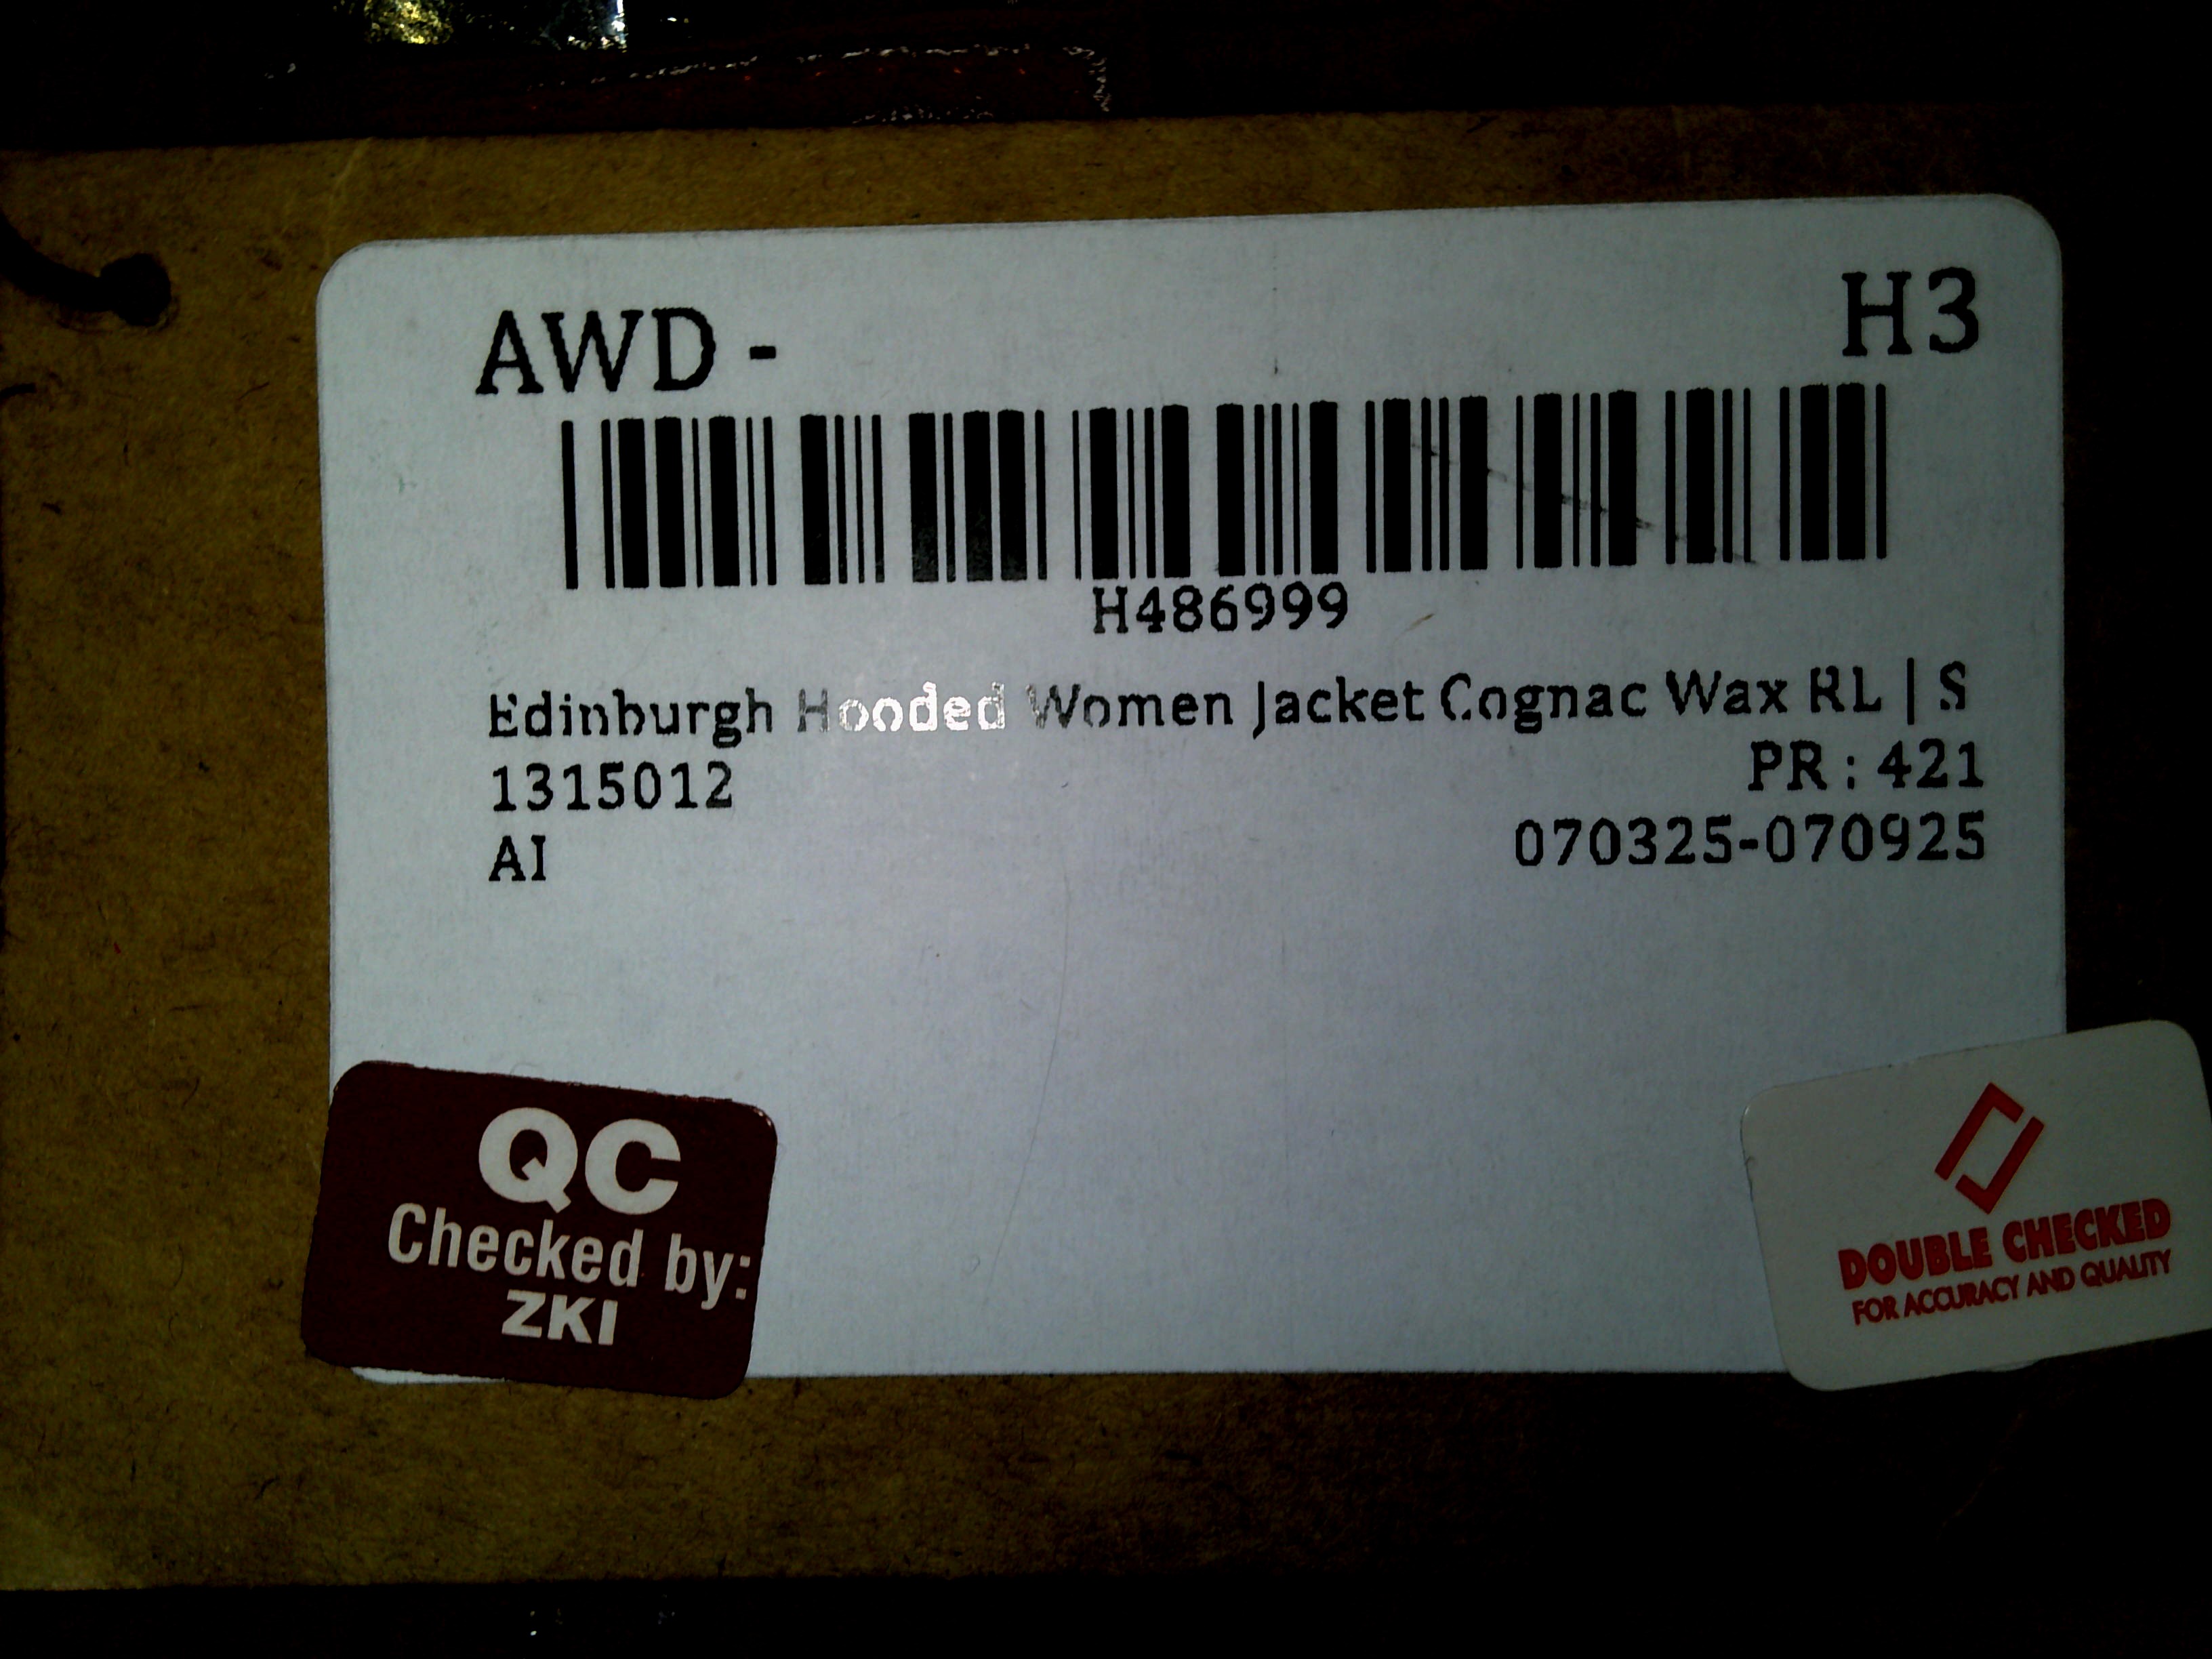 AWD - H3
H486999
Edinburgh Hooded Women Jacket Cognac Wax RL | S
1315012 PR : 421
AI 070325-070925
QC
Checked by:
ZKI
DOUBLE CHECKED
FOR ACCURACY AND QUALITY